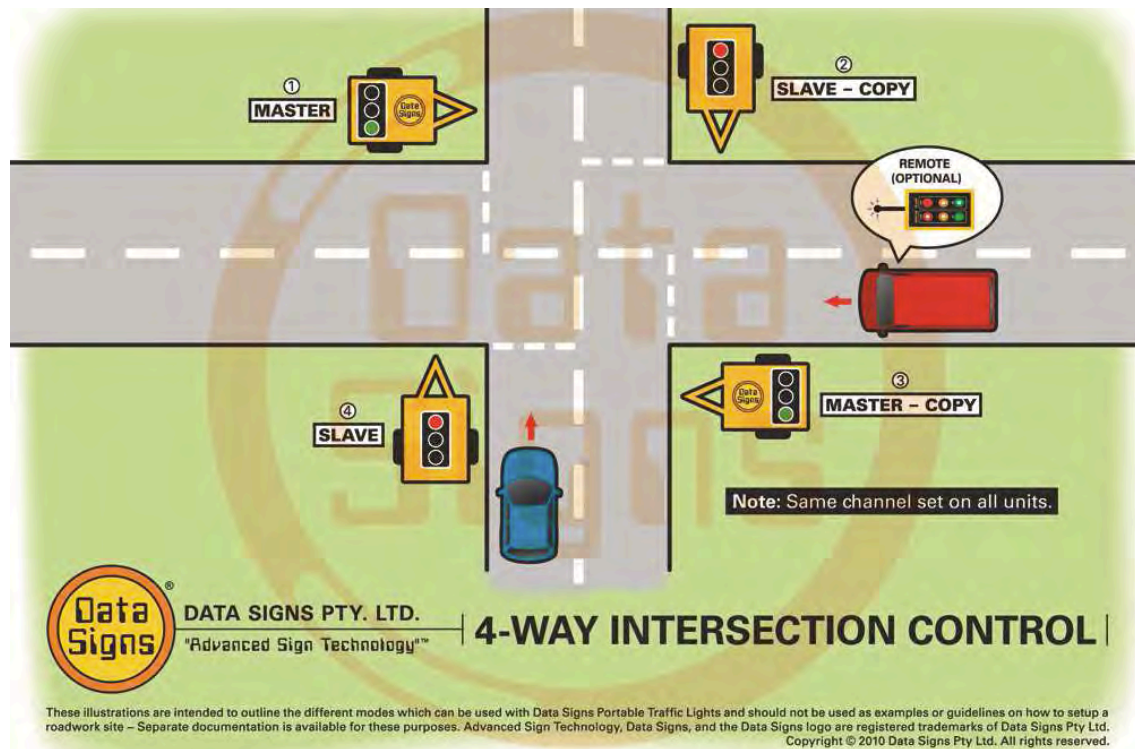 ①
MASTER
Data
Signs
②
SLAVE – COPY
REMOTE
(OPTIONAL)
Data
Signs
③
MASTER – COPY
Data
Signs
④
SLAVE
Note: Same channel set on all units.
Data
Signs
®
DATA SIGNS PTY. LTD.
"Advanced Sign Technology"™
4-WAY INTERSECTION CONTROL
These illustrations are intended to outline the different modes which can be used with Data Signs Portable Traffic Lights and should not be used as examples or guidelines on how to setup a
roadwork site – Separate documentation is available for these purposes. Advanced Sign Technology, Data Signs, and the Data Signs logo are registered trademarks of Data Signs Pty Ltd.
Copyright © 2010 Data Signs Pty Ltd. All rights reserved.